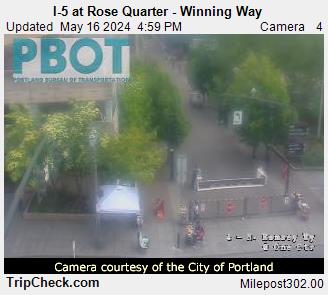 I-5 at Rose Quarter - Winning Way
Updated May 16 2024 4:59 PM Camera 4
PBOT
PORTLAND BUREAU OF TRANSPORTATION
Camera courtesy of the City of Portland
TripCheck.com Milepost302.00